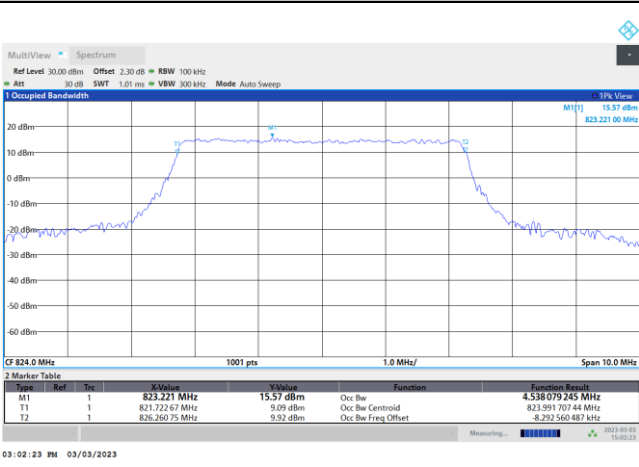 MultiView Spectrum
Ref Level 30.00 dBm Offset 2.30 dB RBW 100 kHz
Att 30 dB SWT 1.01 ms VBW 300 kHz Mode Auto Sweep
1 Occupied Bandwidth 1Pk View
M1[1] 15.57 dBm
823.221 00 MHz
M1
T1
T2
20 dBm
10 dBm
0 dBm
-10 dBm
-20 dBm
-30 dBm
-40 dBm
-50 dBm
-60 dBm
CF 824.0 MHz 1001 pts 1.0 MHz/ Span 10.0 MHz
2 Marker Table
Type Ref Trc X-Value Y-Value Function Function Result
M1 1 823.221 MHz 15.57 dBm Occ Bw 4.538 079 245 MHz
T1 1 821.722 67 MHz 9.09 dBm Occ Bw Centroid 823.991 707 44 MHz
T2 1 826.260 75 MHz 9.92 dBm Occ Bw Freq Offset -8.292 560 487 kHz
Measuring... 2023-03-03
15:02:23
03:02:23 PM 03/03/2023